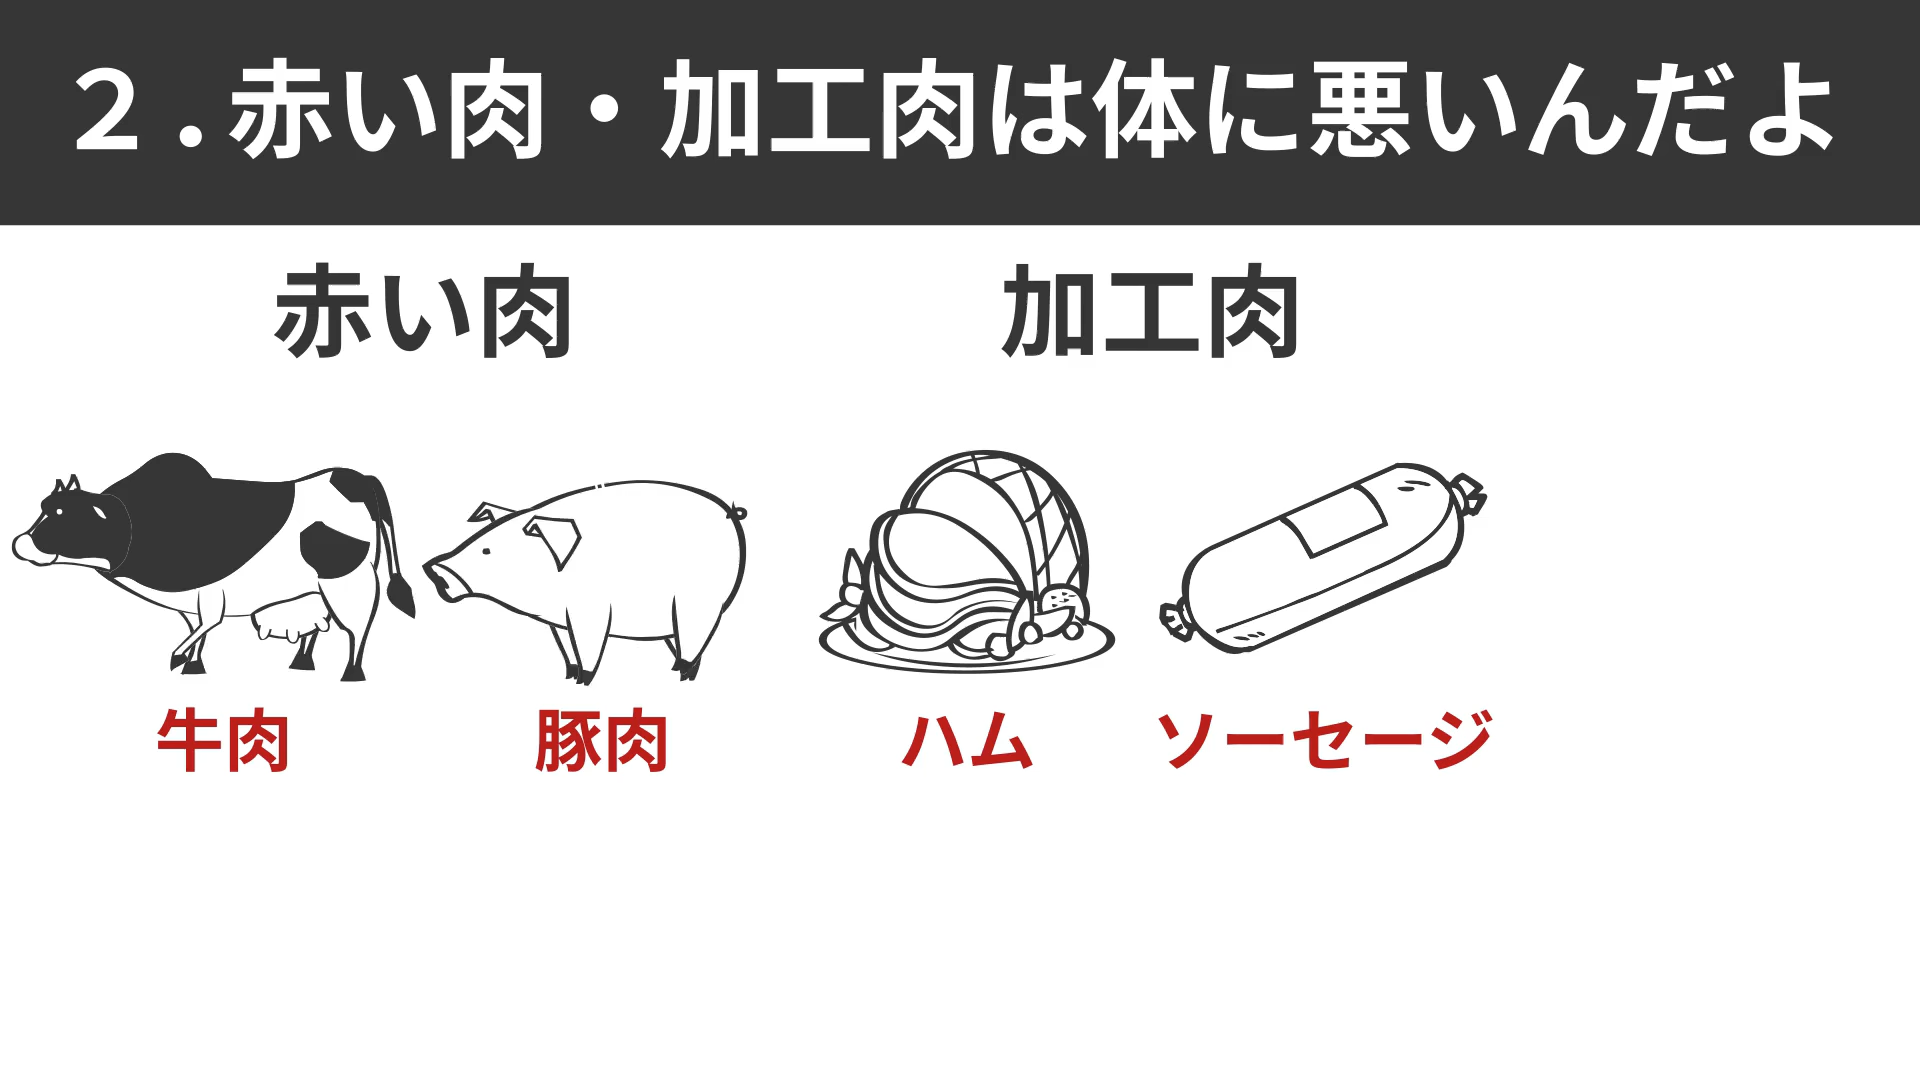 ２.赤い肉・加工肉は体に悪いんだよ
赤い肉
加工肉
牛肉
豚肉
ハム
ソーセージ